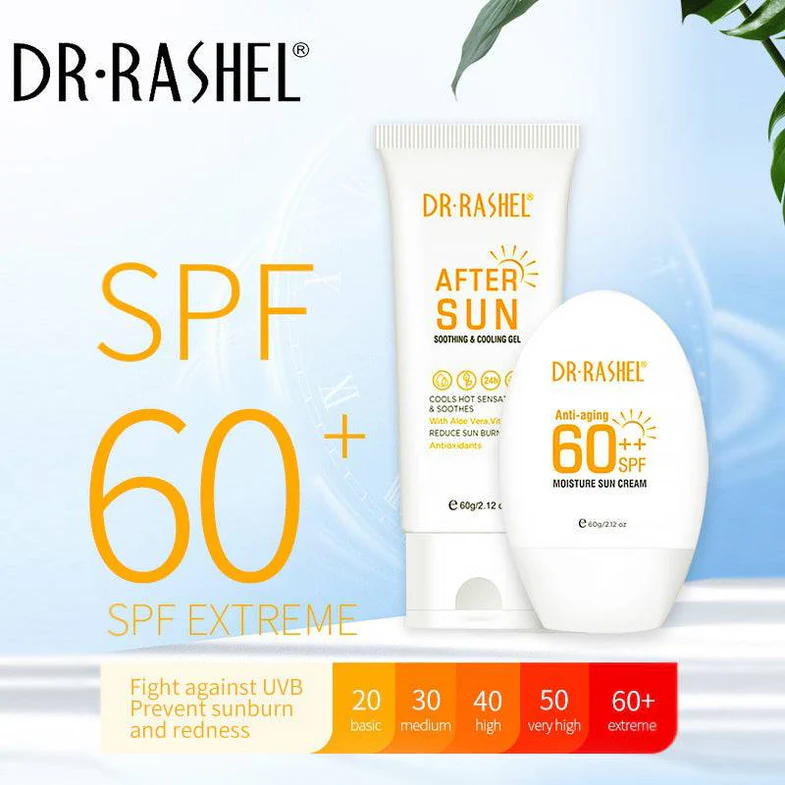 DR·RASHEL®
SPF
60+
SPF EXTREME
DR·RASHEL®
AFTER
SUN
SOOTHING & COOLING GEL
24h
COOLS HOT
& SOOTHES
With Aloe Vera,
REDUCE SUN
Antioxidants
e 60g/2.12
DR·RASHEL®
Anti-aging
60++
SPF
MOISTURE SUN CREAM
e 60g/2.12 oz
Fight against UVB
Prevent sunburn
and redness
20
basic
30
medium
40
high
50
very high
60+
extreme